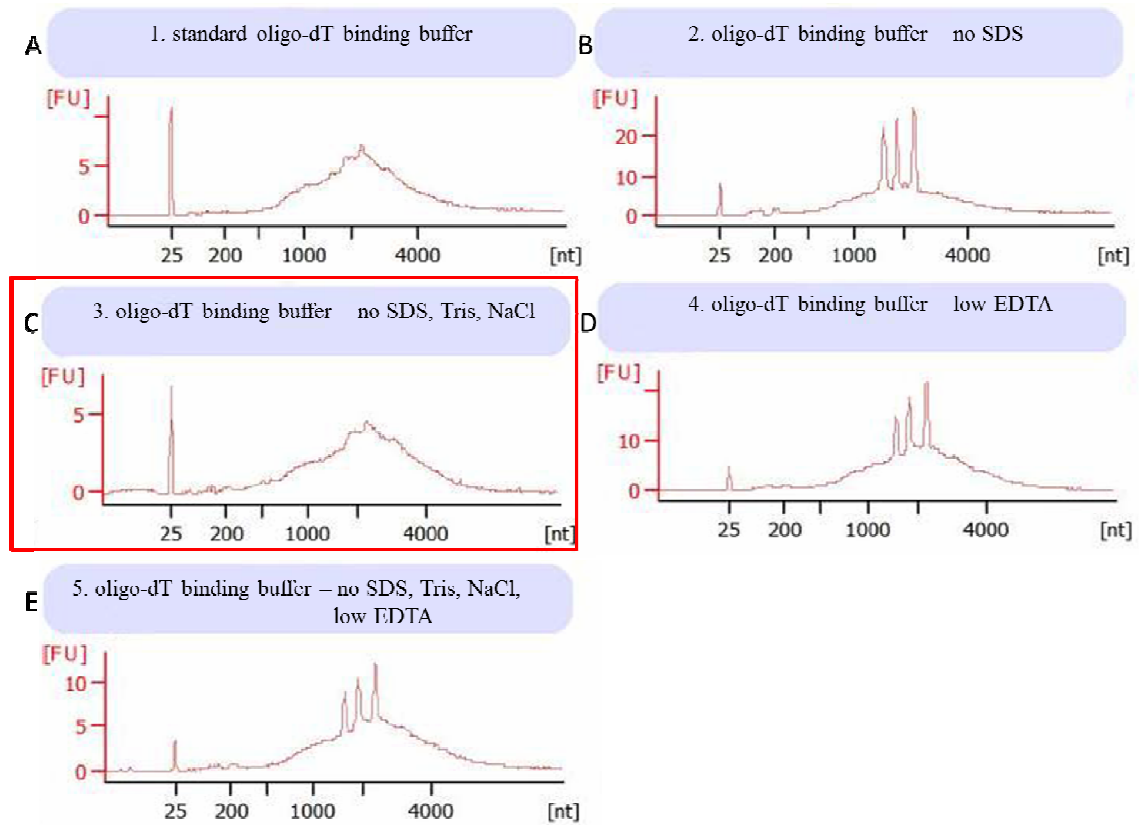 A
1. standard oligo-dT binding buffer
[FU]
5
0
25 200 1000 4000 [nt]
B
2. oligo-dT binding buffer no SDS
[FU]
20
10
0
25 200 1000 4000 [nt]
C
3. oligo-dT binding buffer no SDS, Tris, NaCl
[FU]
5
0
25 200 1000 4000 [nt]
D
4. oligo-dT binding buffer low EDTA
[FU]
10
0
25 200 1000 4000 [nt]
E
5. oligo-dT binding buffer – no SDS, Tris, NaCl,
low EDTA
[FU]
10
5
0
25 200 1000 4000 [nt]